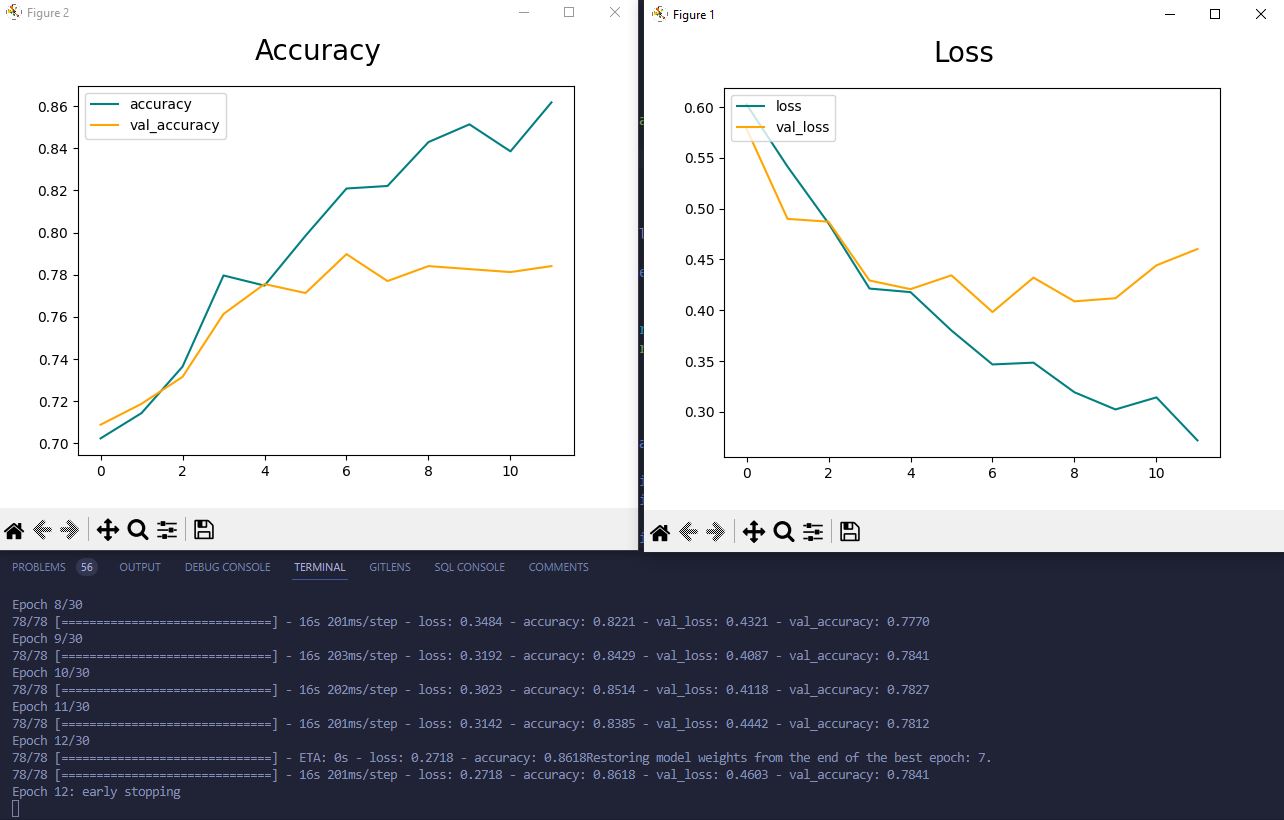 Figure 2
Accuracy
accuracy
val_accuracy
0.86
0.84
0.82
0.80
0.78
0.76
0.74
0.72
0.70
0 2 4 6 8 10
Figure 1
Loss
loss
val_loss
0.60
0.55
0.50
0.45
0.40
0.35
0.30
0 2 4 6 8 10
PROBLEMS 56 OUTPUT DEBUG CONSOLE TERMINAL GITLENS SQL CONSOLE COMMENTS
Epoch 8/30
78/78 [==============================] - 16s 201ms/step - loss: 0.3484 - accuracy: 0.8221 - val_loss: 0.4321 - val_accuracy: 0.7770
Epoch 9/30
78/78 [==============================] - 16s 203ms/step - loss: 0.3192 - accuracy: 0.8429 - val_loss: 0.4087 - val_accuracy: 0.7841
Epoch 10/30
78/78 [==============================] - 16s 202ms/step - loss: 0.3023 - accuracy: 0.8514 - val_loss: 0.4118 - val_accuracy: 0.7827
Epoch 11/30
78/78 [==============================] - 16s 201ms/step - loss: 0.3142 - accuracy: 0.8385 - val_loss: 0.4442 - val_accuracy: 0.7812
Epoch 12/30
78/78 [==============================] - ETA: 0s - loss: 0.2718 - accuracy: 0.8618Restoring model weights from the end of the best epoch: 7.
78/78 [==============================] - 16s 201ms/step - loss: 0.2718 - accuracy: 0.8618 - val_loss: 0.4603 - val_accuracy: 0.7841
Epoch 12: early stopping